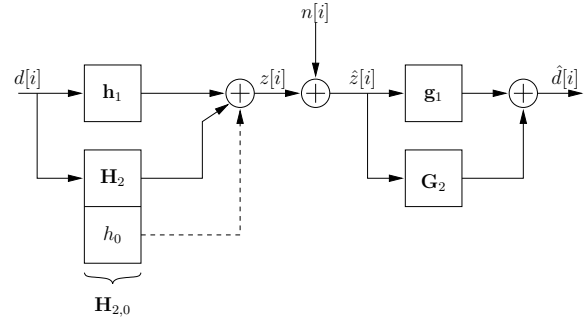 n[i]
d[i]
h₁
z[i]
ẑ[i]
g₁
d̂[i]
H₂
G₂
h₀
H₂,₀